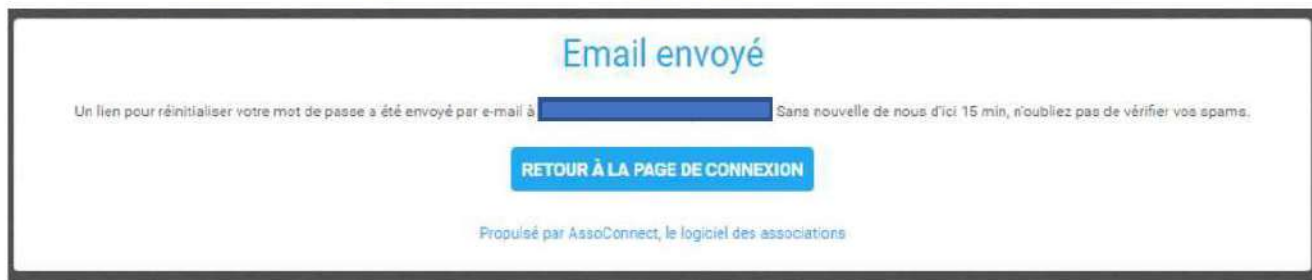 Email envoyé
Un lien pour réinitialiser votre mot de passe a été envoyé par e-mail à Sans nouvelle de nous d'ici 15 min, n'oubliez pas de vérifier vos spams.
RETOUR À LA PAGE DE CONNEXION
Propulsé par AssoConnect, le logiciel des associations